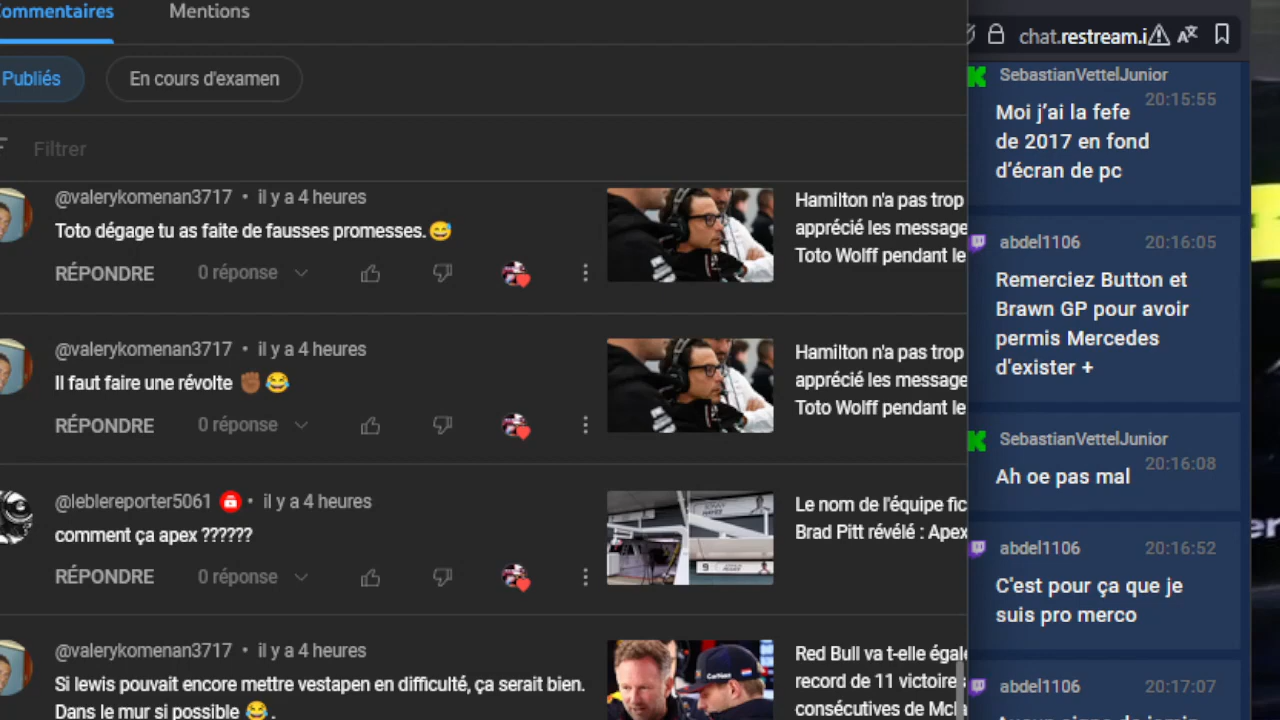 Commentaires
Mentions
Publiés
En cours d'examen
Filtrer
@valerykomenan3717 • il y a 4 heures
Toto dégage tu as faite de fausses promesses.😅
RÉPONDRE
0 réponse
Hamilton n'a pas trop
apprécié les message
Toto Wolff pendant le
@valerykomenan3717 • il y a 4 heures
Il faut faire une révolte ✊🏾😂
RÉPONDRE
0 réponse
Hamilton n'a pas trop
apprécié les message
Toto Wolff pendant le
@leblereporter5061 • il y a 4 heures
comment ça apex ??????
RÉPONDRE
0 réponse
Le nom de l'équipe fic
Brad Pitt révélé : Apex
@valerykomenan3717 • il y a 4 heures
Si lewis pouvait encore mettre vestapen en difficulté, ça serait bien.
Dans le mur si possible 😂.
Red Bull va t-elle égale
record de 11 victoire
consécutives de Mcla
chat.restream.i
SebastianVettelJunior
20:15:55
Moi j’ai la fefe
de 2017 en fond
d’écran de pc
abdel1106
20:16:05
Remerciez Button et
Brawn GP pour avoir
permis Mercedes
d'exister +
SebastianVettelJunior
20:16:08
Ah oe pas mal
abdel1106
20:16:52
C'est pour ça que je
suis pro merco
abdel1106
20:17:07